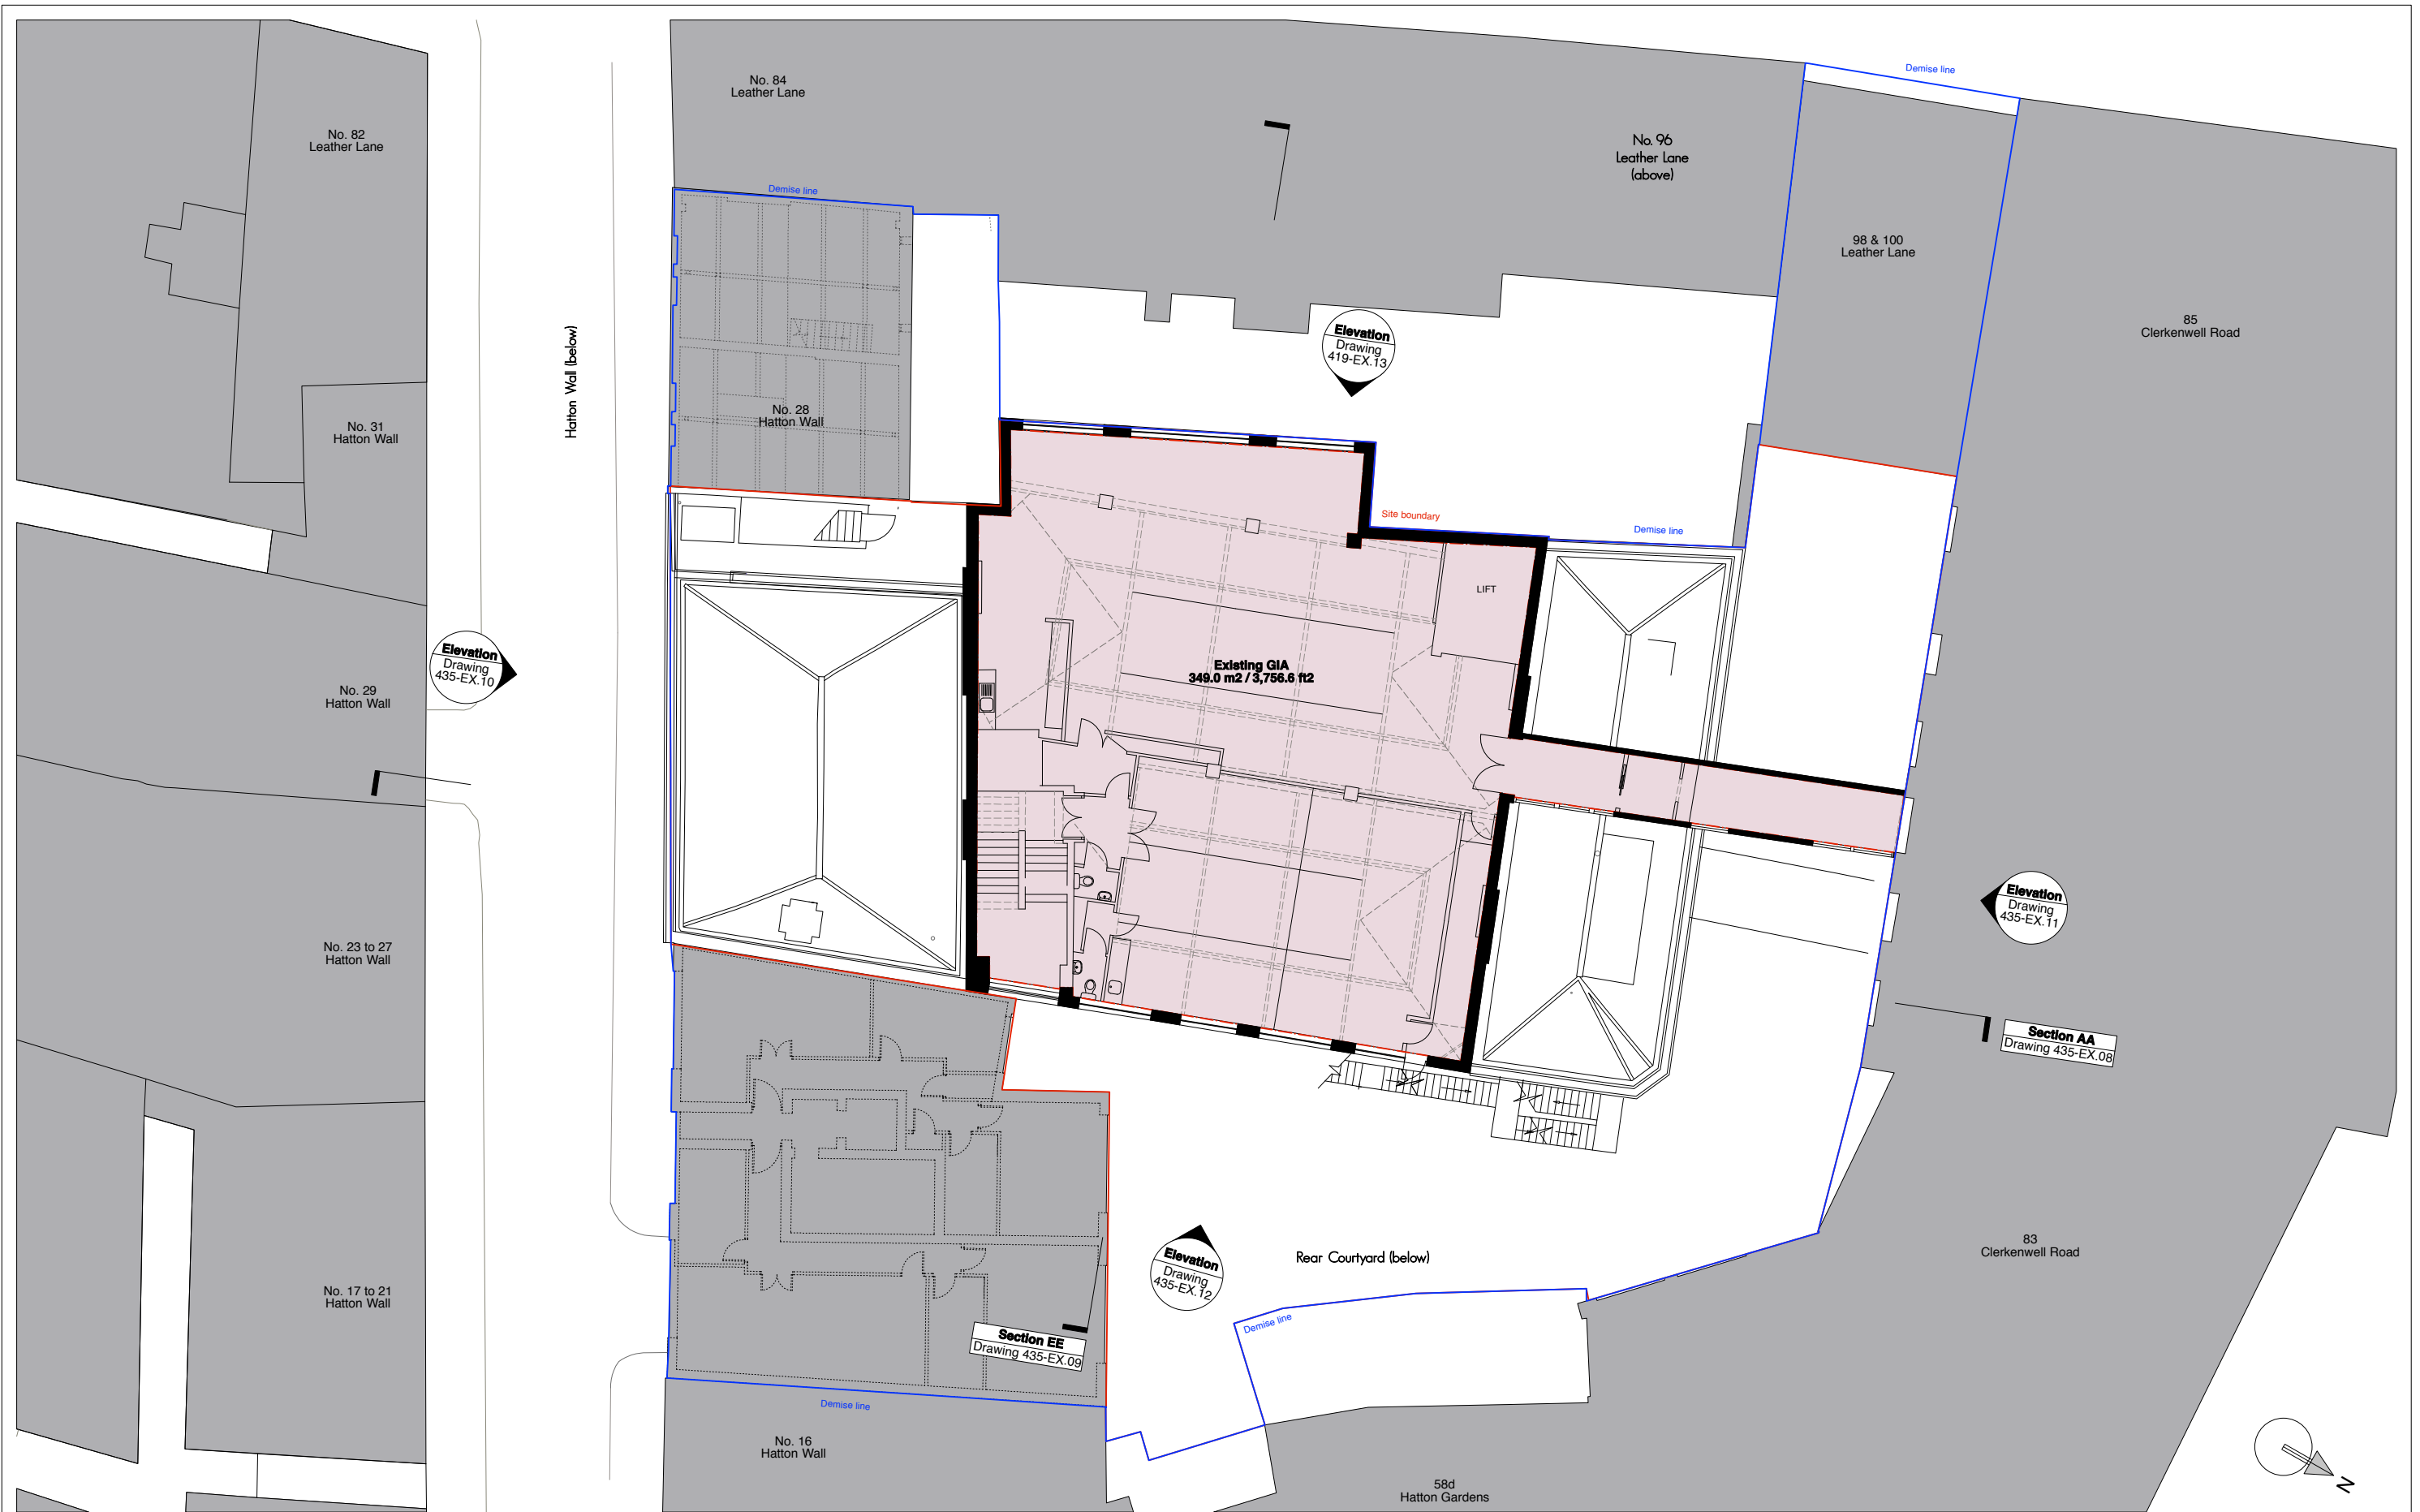 Demise line
No. 84
Leather Lane
No. 82
Leather Lane
No. 96
Leather Lane
(above)
Demise line
98 & 100
Leather Lane
85
Clerkenwell Road
Hatton Wall (below)
Elevation
Drawing
419-EX.13
No. 28
Hatton Wall
No. 31
Hatton Wall
Site boundary
Demise line
LIFT
Elevation
Drawing
435-EX.10
Existing GIA
349.0 m2 / 3,756.6 ft2
No. 29
Hatton Wall
Elevation
Drawing
435-EX.11
No. 23 to 27
Hatton Wall
Section AA
Drawing 435-EX.08
Elevation
Drawing
435-EX.12
Rear Courtyard (below)
83
Clerkenwell Road
No. 17 to 21
Hatton Wall
Demise line
Section EE
Drawing 435-EX.09
Demise line
No. 16
Hatton Wall
58d
Hatton Gardens
N